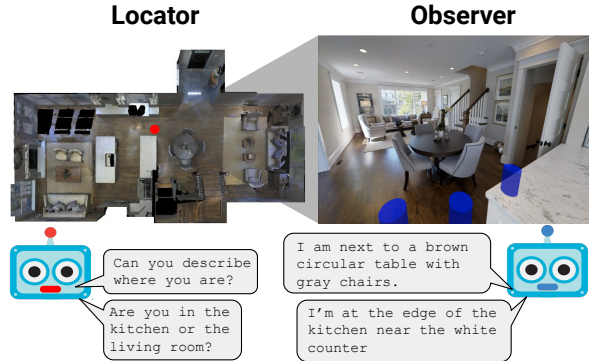 Locator
Observer
Can you describe
where you are?
I am next to a brown
circular table with
gray chairs.
Are you in the
kitchen or the
living room?
I'm at the edge of the
kitchen near the white
counter